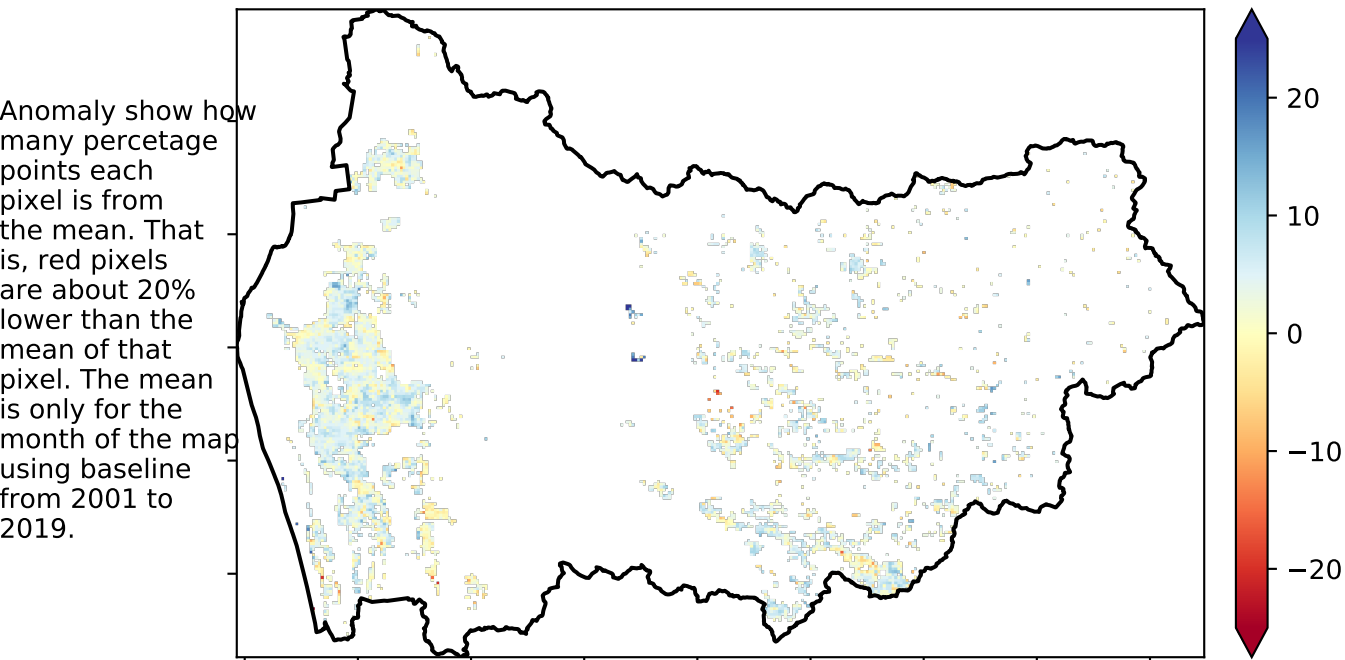 Anomaly show how
many percetage
points each
pixel is from
the mean. That
is, red pixels
are about 20%
lower than the
mean of that
pixel. The mean
is only for the
month of the map
using baseline
from 2001 to
2019.
20
10
0
−10
−20